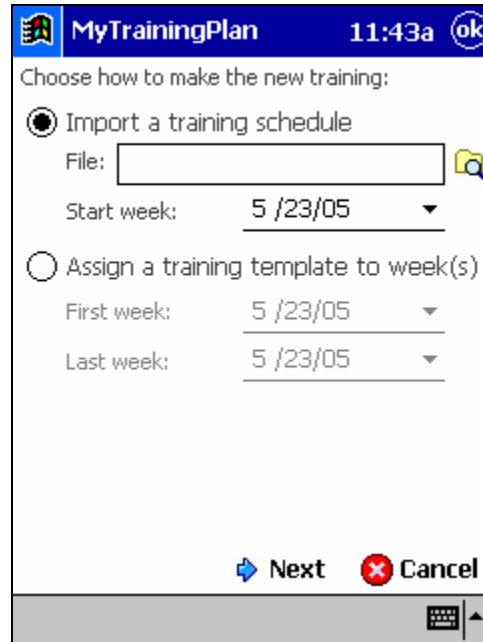 MyTrainingPlan 11:43a ok
Choose how to make the new training:
Import a training schedule
File:
Start week: 5 /23/05
Assign a training template to week(s)
First week: 5 /23/05
Last week: 5 /23/05
Next Cancel